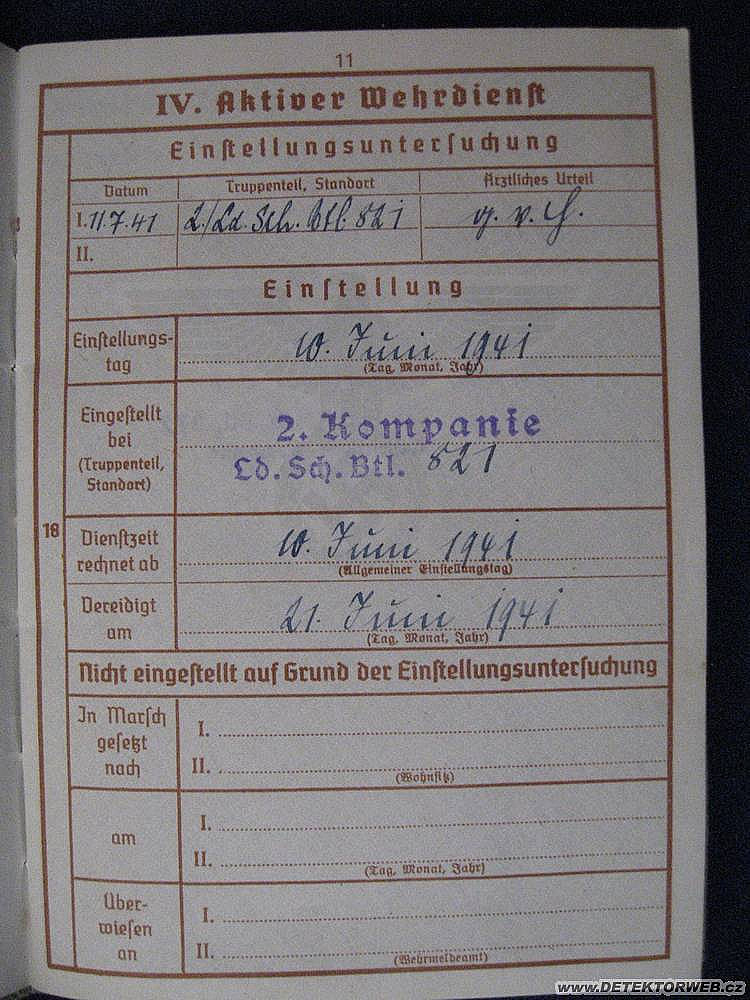 11
IV. Aktiver Wehrdienst
Einstellungsuntersuchung
Datum Truppenteil, Standort Ärztliches Urteil
I. 11.7.41 2./Ld. Sch. Btl. 821 g. v. H.
II.
Einstellung
Einstellungs-
tag
10. Juni 1941
(Tag, Monat, Jahr)
Eingestellt
bei
(Truppenteil,
Standort)
2. Kompanie
Ld. Sch. Btl. 821
18
Dienstzeit
rechnet ab
10. Juni 1941
(Allgemeiner Einstellungstag)
Vereidigt
am
21. Juni 1941
(Tag, Monat, Jahr)
Nicht eingestellt auf Grund der Einstellungsuntersuchung
In Marsch
gesetzt
nach
I.
II.
(Wohnsitz)
am
I.
II.
(Tag, Monat, Jahr)
Über-
wiesen
an
I.
II.
(Wehrmeldeamt)
www.DETEKTORWEB.cz